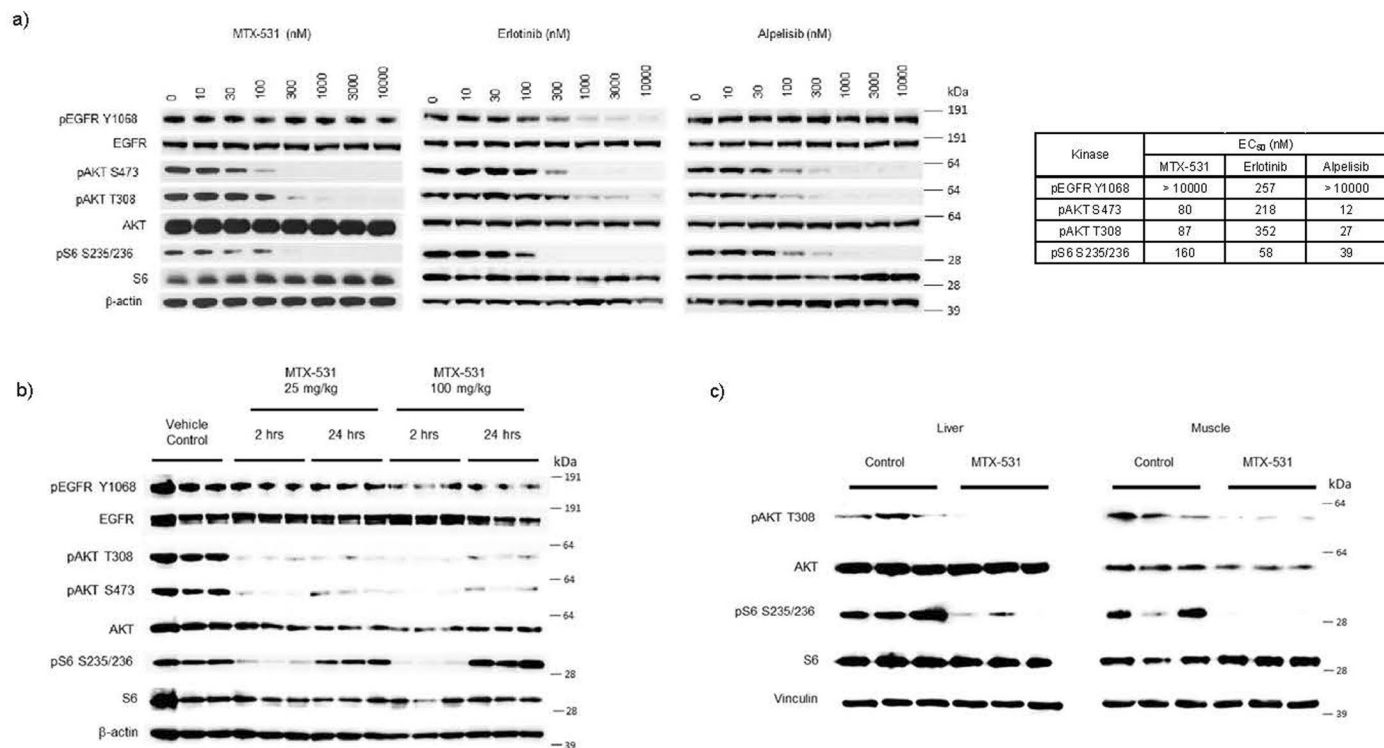 a)
MTX-531 (nM)
Erlotinib (nM)
Alpelisib (nM)
0 10 30 100 300 1000 3000 10000
0 10 30 100 300 1000 3000 10000
0 10 30 100 300 1000 3000 10000
kDa
pEGFR Y1068
191
EGFR
191
pAKT S473
64
pAKT T308
64
AKT
64
pS6 S235/236
28
S6
28
β-actin
39
Kinase
EC50 (nM)
MTX-531 Erlotinib Alpelisib
pEGFR Y1068 > 10000 257 > 10000
pAKT S473 80 218 12
pAKT T308 87 352 27
pS6 S235/236 160 58 39
b)
MTX-531
25 mg/kg
MTX-531
100 mg/kg
Vehicle
Control
2 hrs
24 hrs
2 hrs
24 hrs
kDa
pEGFR Y1068
191
EGFR
191
pAKT T308
64
pAKT S473
64
AKT
64
pS6 S235/236
28
S6
28
β-actin
39
c)
Liver
Muscle
Control
MTX-531
Control
MTX-531
kDa
pAKT T308
64
AKT
64
pS6 S235/236
28
S6
28
Vinculin
39